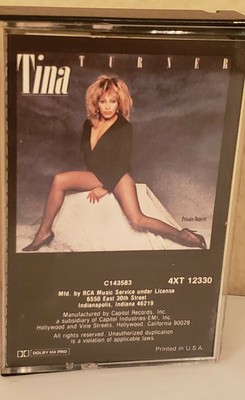 Tina
TURNER
Private Dancer
C143583
4XT 12330
Mfd. by RCA Music Service under License
6550 East 30th Street
Indianapolis, Indiana 46219
Manufactured by Capitol Records, Inc.
a subsidiary of Capitol Industries-EMI, Inc.
Hollywood and Vine Streets, Hollywood, California 90028
All rights reserved. Unauthorized duplication
is a violation of applicable laws.
DOLBY HX PRO
Printed in U.S.A.